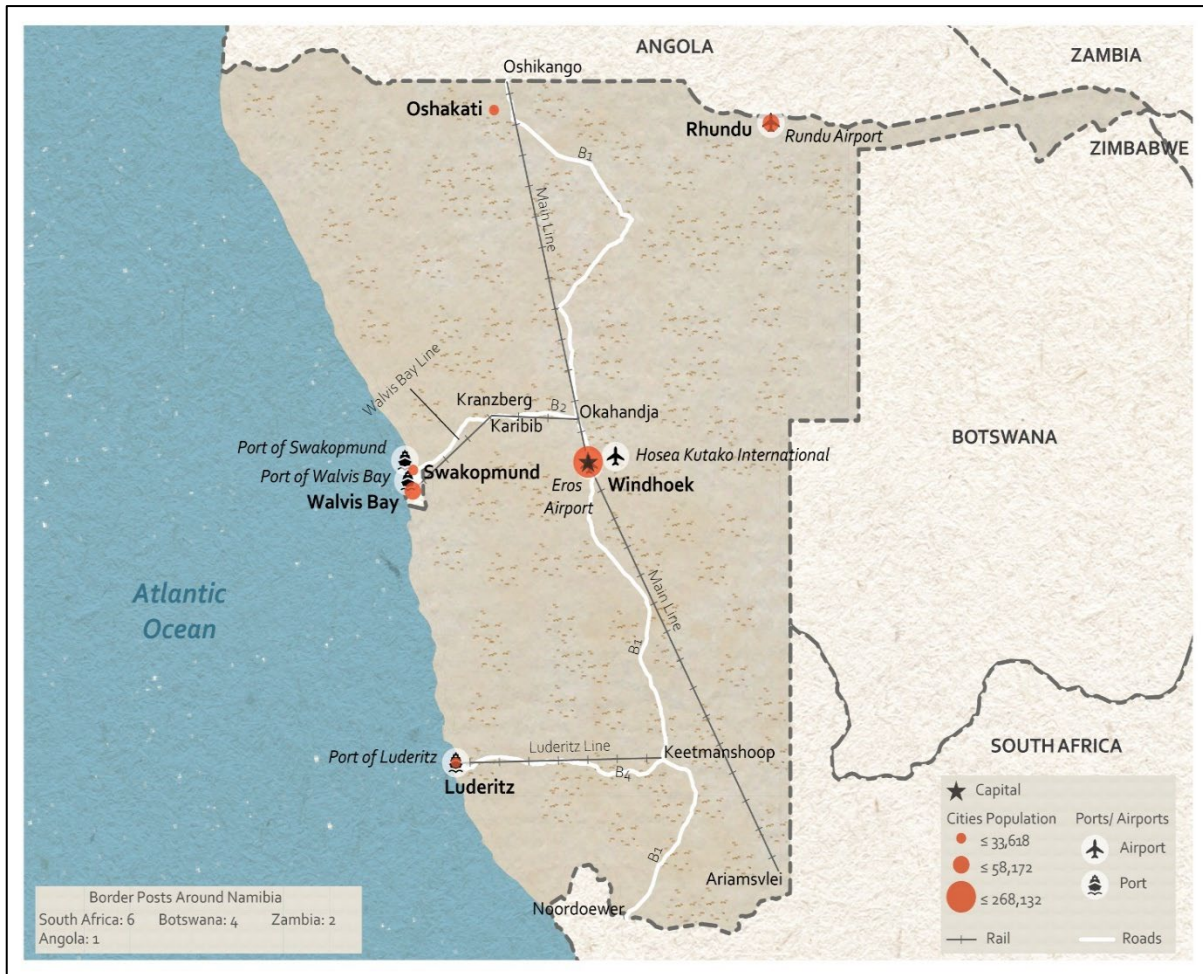 ANGOLA
ZAMBIA
Oshikango
Oshakati
Rhundu
Rundu Airport
ZIMBABWE
B1
Main Line
Walvis Bay Line
Kranzberg
B2
Okahandja
Karibib
BOTSWANA
Port of Swakopmund
Hosea Kutako International
Port of Walvis Bay
Swakopmund
Eros
Airport
Windhoek
Walvis Bay
Atlantic
Ocean
Main Line
B1
Port of Luderitz
Luderitz Line
Keetmanshoop
SOUTH AFRICA
B4
Luderitz
B1
Ariamsvlei
Noordoewer
Capital
Cities Population
≤ 33,618
≤ 58,172
≤ 268,132
Ports/ Airports
Airport
Port
Rail
Roads
Border Posts Around Namibia
South Africa: 6 Botswana: 4 Zambia: 2
Angola: 1